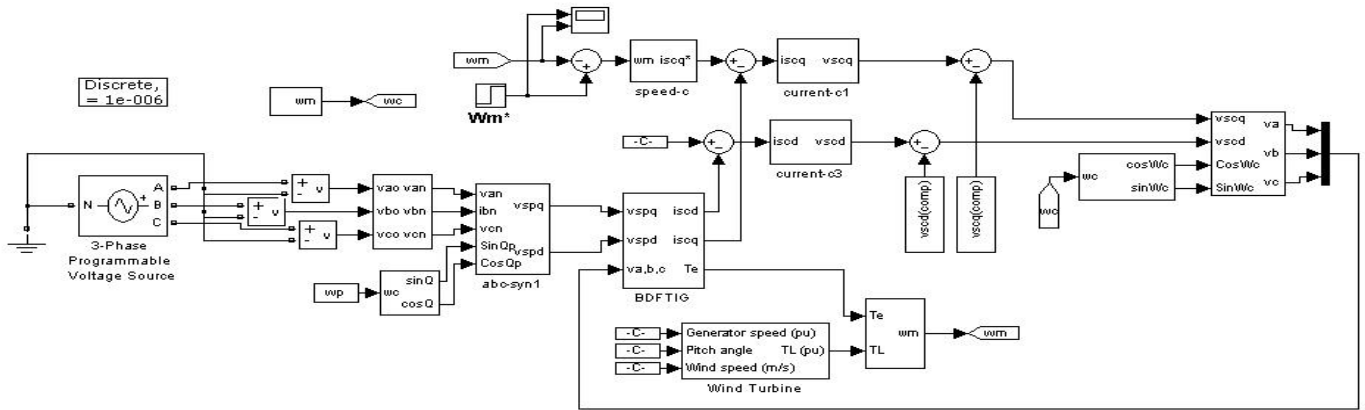 Discrete,
= 1e-006
wm
wc
wm
Wm*
- +
wm iscq*
speed-c
+ -
iscq vscq
current-c1
+ -
-C-
+ -
iscd vscd
current-c3
+ -
vscd(comp)
vscq(comp)
wc
wc
cosWc
sinWc
vscq
vscd
CosWc
SinWc
va
vb
vc
N
+
A
B
C
3-Phase
Programmable
Voltage Source
+
- v
+
- v
+
- v
vao van
vbo vbn
vco vcn
wp
wc
sinQ
cosQ
van
ibn
vcn
SinQp
CosQp
vspq
vspd
abc-syn1
vspq
vspd
va,b,c
iscd
iscq
Te
BDFTIG
-C-
-C-
-C-
Generator speed (pu)
Pitch angle
Wind speed (m/s)
TL (pu)
Wind Turbine
Te
TL
wm
wm